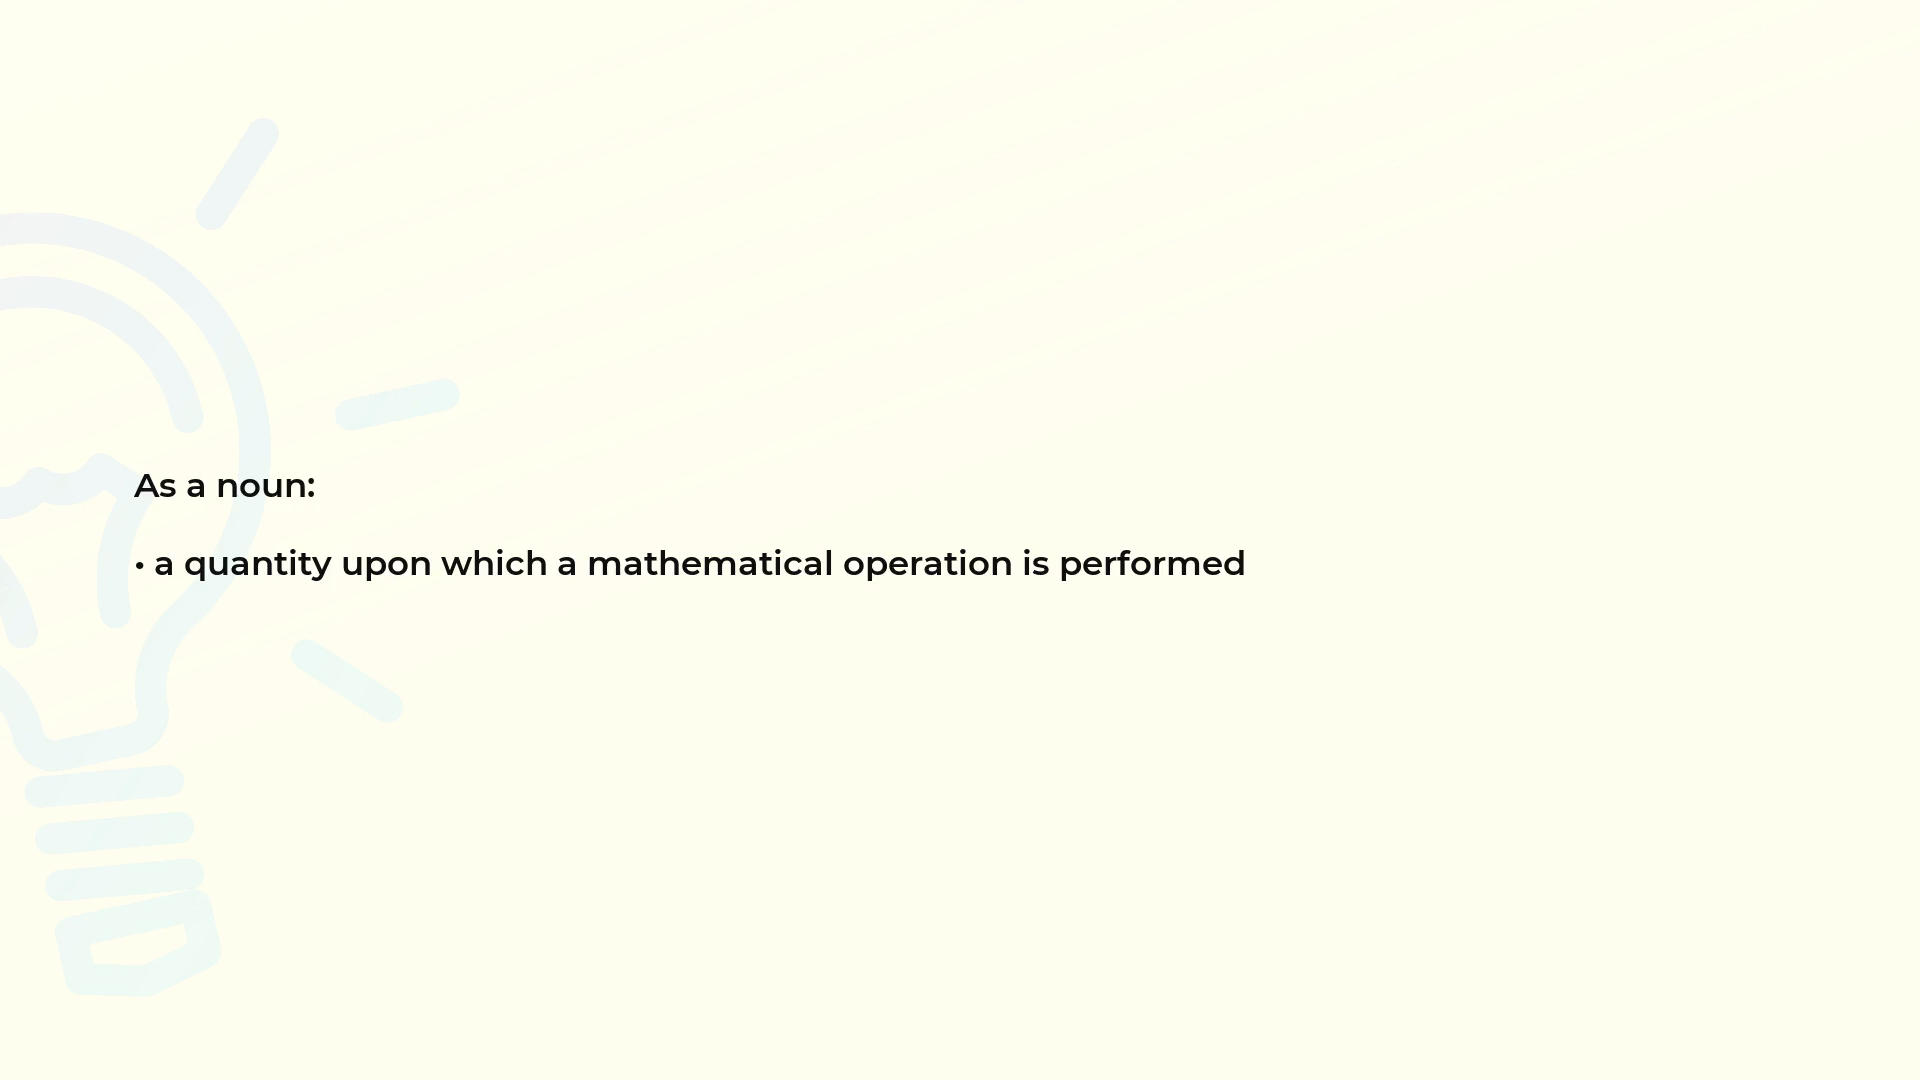 As a noun:
• a quantity upon which a mathematical operation is performed